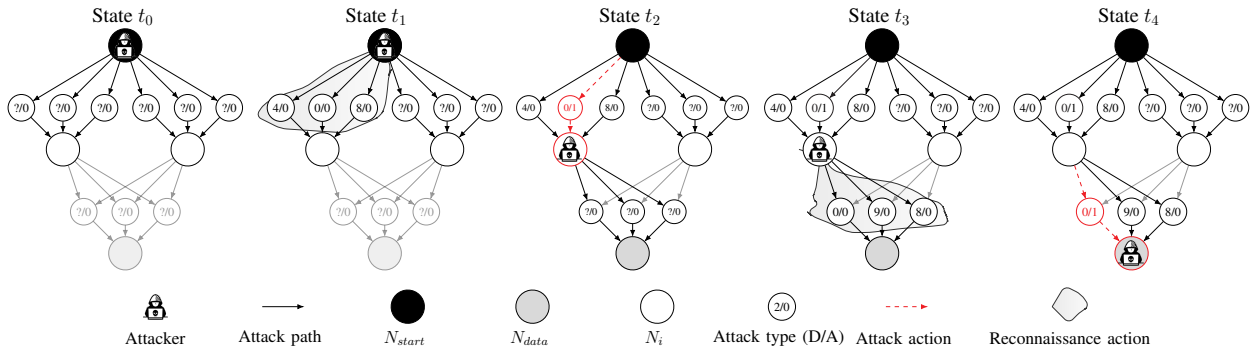 State t0 State t1 State t2 State t3 State t4
?/0 ?/0 ?/0 ?/0 ?/0 ?/0 4/0 0/0 8/0 ?/0 ?/0 ?/0 4/0 0/1 8/0 ?/0 ?/0 ?/0 4/0 0/1 8/0 ?/0 ?/0 ?/0 4/0 0/1 8/0 ?/0 ?/0 ?/0
?/0 ?/0 ?/0 ?/0 ?/0 ?/0 ?/0 ?/0 ?/0 0/0 9/0 8/0 0/1 9/0 8/0
2/0
Attacker Attack path Nstart Ndata Ni Attack type (D/A) Attack action Reconnaissance action